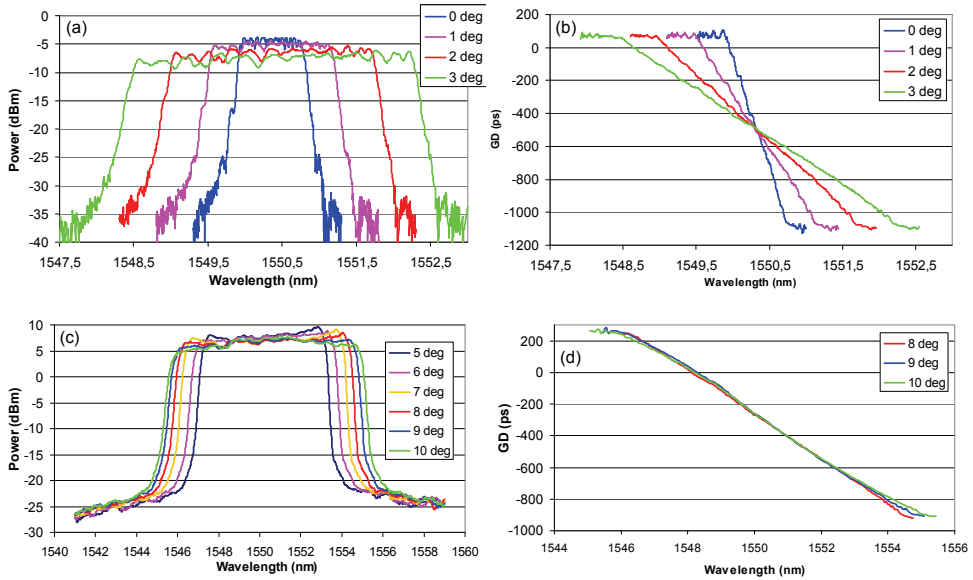 (a)
Power (dBm)
0
-5
-10
-15
-20
-25
-30
-35
-40
1547,5 1548,5 1549,5 1550,5 1551,5 1552,5
Wavelength (nm)
0 deg
1 deg
2 deg
3 deg
(b)
GD (ps)
200
0
-200
-400
-600
-800
-1000
-1200
1547,5 1548,5 1549,5 1550,5 1551,5 1552,5
Wavelength (nm)
0 deg
1 deg
2 deg
3 deg
(c)
Power (dBm)
10
5
0
-5
-10
-15
-20
-25
-30
1540 1542 1544 1546 1548 1550 1552 1554 1556 1558 1560
Wavelength (nm)
5 deg
6 deg
7 deg
8 deg
9 deg
10 deg
(d)
GD (ps)
200
0
-200
-400
-600
-800
-1000
1544 1546 1548 1550 1552 1554 1556
Wavelength (nm)
8 deg
9 deg
10 deg